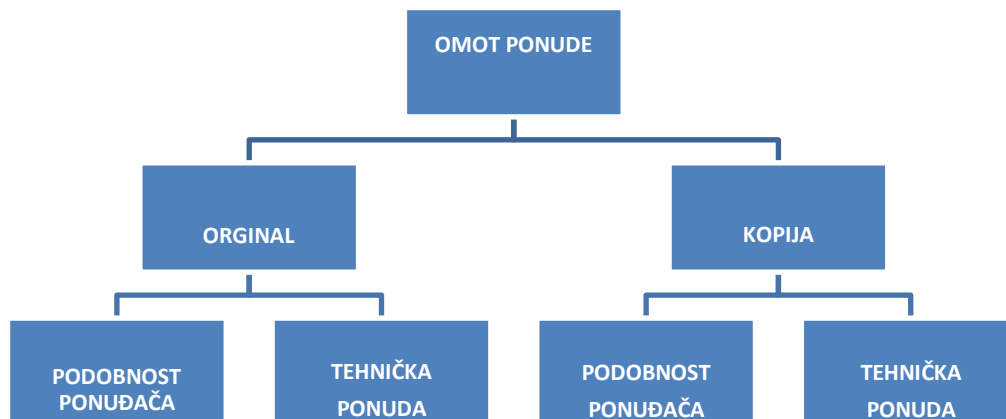 OMOT PONUDE
ORGINAL
KOPIJA
PODOBNOST
PONUĐAČA
TEHNIČKA
PONUDA
PODOBNOST
PONUĐAČA
TEHNIČKA
PONUDA